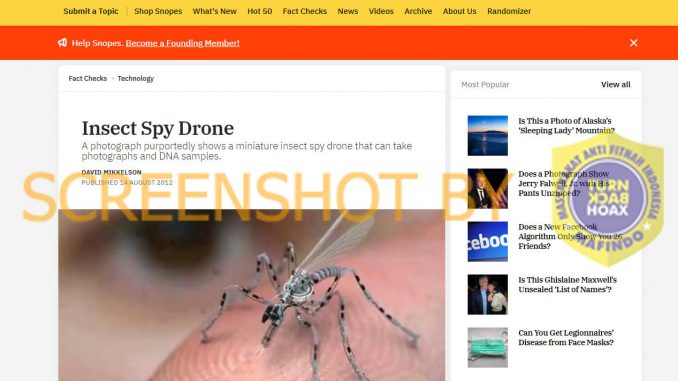 Submit a Topic Shop Snopes What's New Hot 50 Fact Checks News Videos Archive About Us Randomizer
Help Snopes. Become a Founding Member!
Fact Checks Technology
Insect Spy Drone
A photograph purportedly shows a miniature insect spy drone that can take
photographs and DNA samples.
DAVID MIKKELSON
PUBLISHED 14 AUGUST 2012
SCREENSHOT BY
Most Popular View all
Is This a Photo of Alaska's
'Sleeping Lady' Mountain?
Does a Photograph Show
Jerry Falwell, Jr. with His
Pants Unzipped?
Does a New Facebook
Algorithm Only Show You 26
Friends?
Is This Ghislaine Maxwell's
Unsealed 'List of Names'?
Can You Get Legionnaires'
Disease from Face Masks?
facebook
MASYARAKAT ANTI FITNAH INDONESIA
TURN
BACK
HOAX
MAFINDO